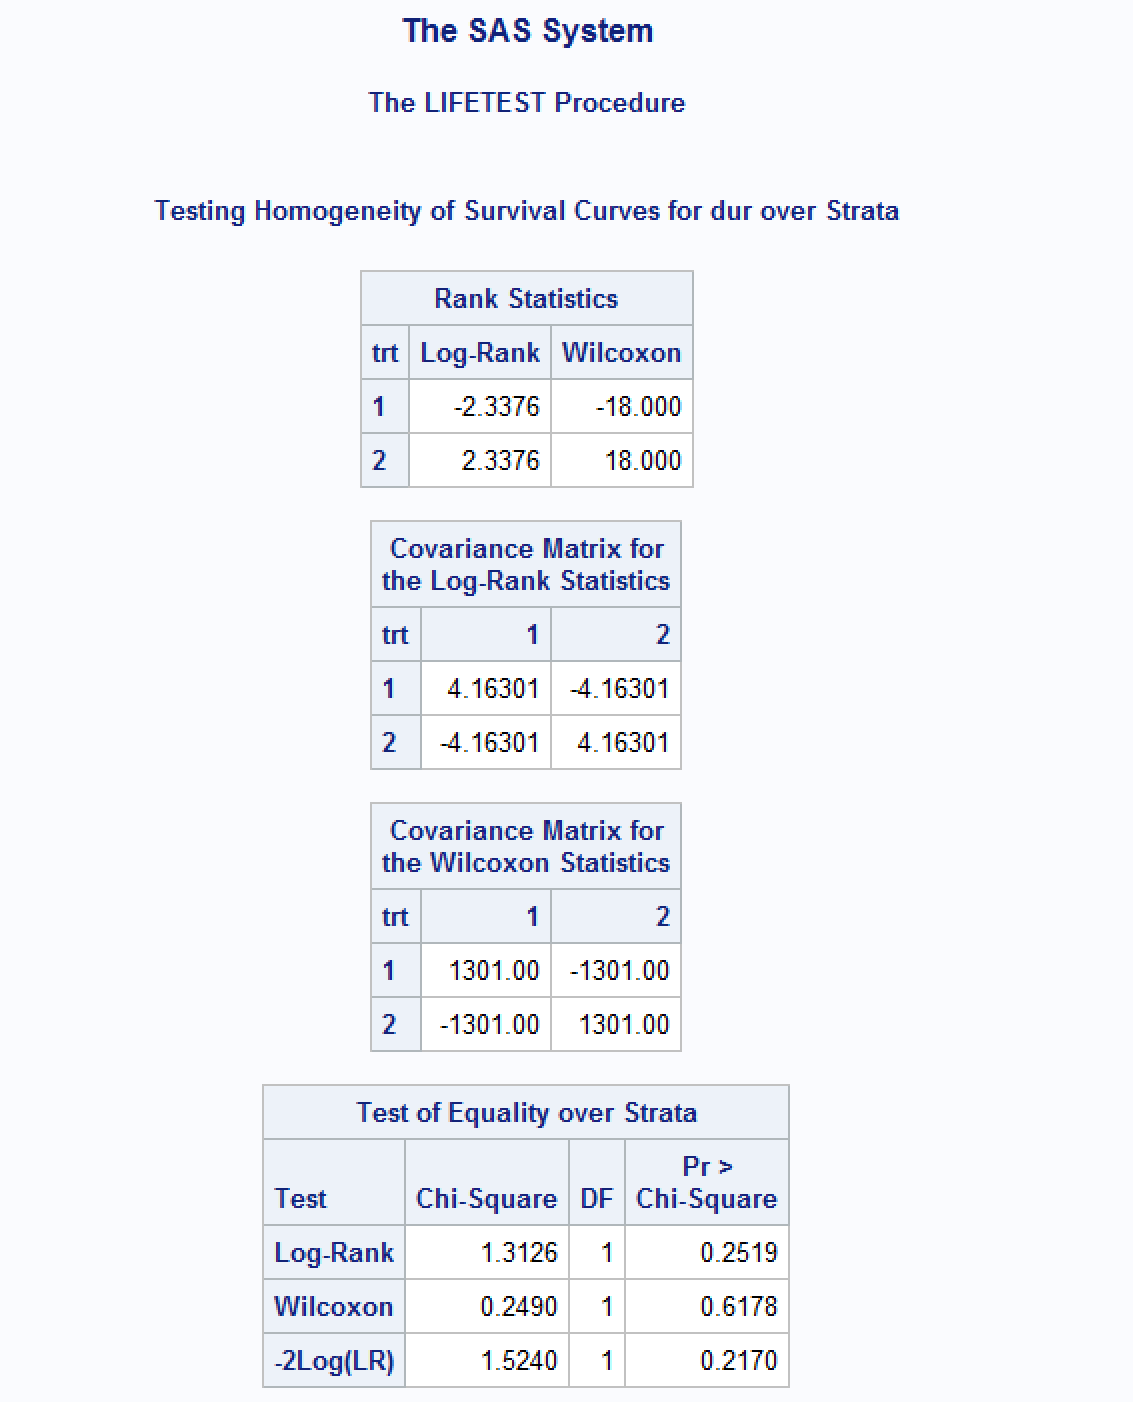 The SAS System
The LIFETEST Procedure
Testing Homogeneity of Survival Curves for dur over Strata
Rank Statistics
trt Log-Rank Wilcoxon
1 -2.3376 -18.000
2 2.3376 18.000
Covariance Matrix for
the Log-Rank Statistics
trt 1 2
1 4.16301 -4.16301
2 -4.16301 4.16301
Covariance Matrix for
the Wilcoxon Statistics
trt 1 2
1 1301.00 -1301.00
2 -1301.00 1301.00
Test of Equality over Strata
Pr >
Test Chi-Square DF Chi-Square
Log-Rank 1.3126 1 0.2519
Wilcoxon 0.2490 1 0.6178
-2Log(LR) 1.5240 1 0.2170